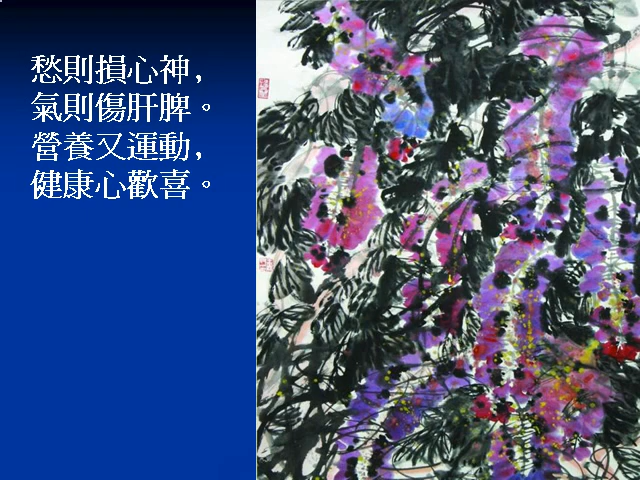 愁則損心神，
氣則傷肝脾。
營養又運動，
健康心歡喜。